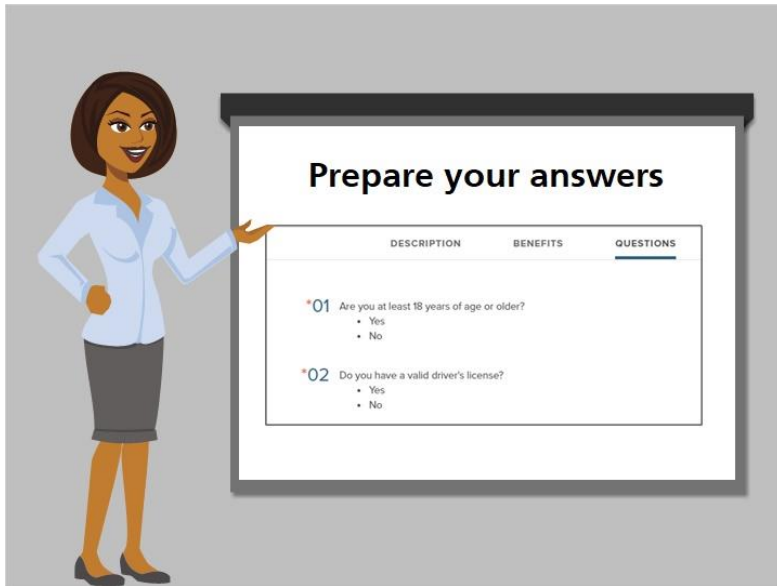 Prepare your answers
DESCRIPTION BENEFITS QUESTIONS
*01 Are you at least 18 years of age or older?
• Yes
• No
*02 Do you have a valid driver's license?
• Yes
• No